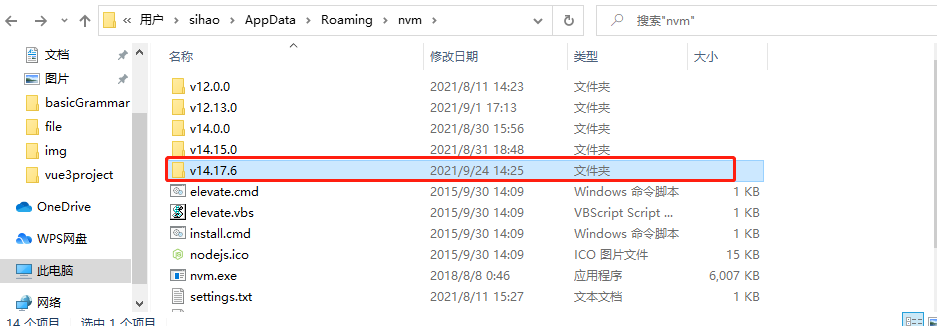 « 用户 › sihao › AppData › Roaming › nvm ›
搜索"nvm"
文档
图片
basicGrammar
file
img
vue3project
OneDrive
WPS网盘
此电脑
网络
名称 修改日期 类型 大小
v12.0.0 2021/8/11 14:23 文件夹
v12.13.0 2021/9/1 17:13 文件夹
v14.0.0 2021/8/30 15:56 文件夹
v14.15.0 2021/8/31 18:48 文件夹
v14.17.6 2021/9/24 14:25 文件夹
elevate.cmd 2015/9/30 14:09 Windows 命令脚本 1 KB
elevate.vbs 2015/9/30 14:09 VBScript Script ... 1 KB
install.cmd 2015/9/30 14:09 Windows 命令脚本 1 KB
nodejs.ico 2015/9/30 14:09 ICO 图片文件 15 KB
nvm.exe 2018/8/8 0:46 应用程序 6,007 KB
settings.txt 2021/8/11 15:27 文本文档 1 KB
14 个项目 选中 1 个项目